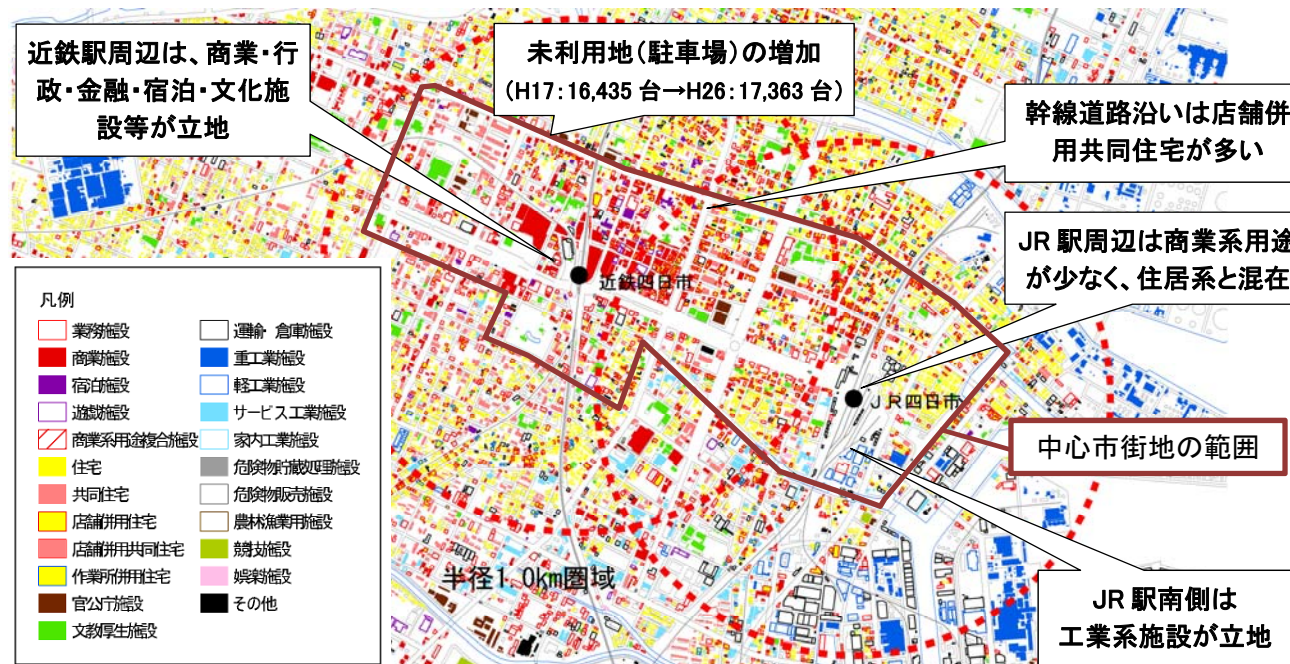 近鉄駅周辺は、商業・行
政・金融・宿泊・文化施
設等が立地
未利用地(駐車場)の増加
(H17:16,435 台→H26:17,363 台)
幹線道路沿いは店舗併
用共同住宅が多い
JR 駅周辺は商業系用途
が少なく、住居系と混在
近鉄四日市
JR四日市
中心市街地の範囲
JR 駅南側は
工業系施設が立地
半径1.0km圏域
凡例
業務施設
商業施設
宿泊施設
遊戯施設
商業系用途複合施設
住宅
共同住宅
店舗併用住宅
店舗併用共同住宅
作業所併用住宅
官公庁施設
文教厚生施設
運輸 倉庫施設
重工業施設
軽工業施設
サービス工業施設
家内工業施設
危険物貯蔵処理施設
危険物販売施設
農林漁業用施設
競技施設
娯楽施設
その他